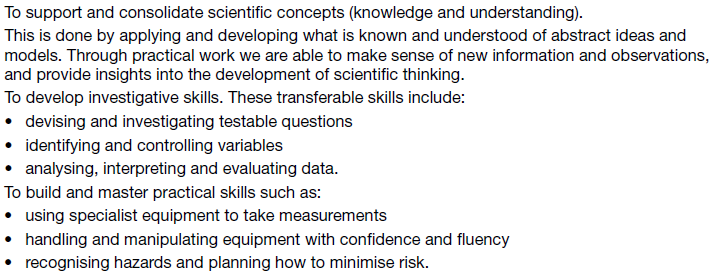 To support and consolidate scientific concepts (knowledge and understanding).
This is done by applying and developing what is known and understood of abstract ideas and
models. Through practical work we are able to make sense of new information and observations,
and provide insights into the development of scientific thinking.
To develop investigative skills. These transferable skills include:
• devising and investigating testable questions
• identifying and controlling variables
• analysing, interpreting and evaluating data.
To build and master practical skills such as:
• using specialist equipment to take measurements
• handling and manipulating equipment with confidence and fluency
• recognising hazards and planning how to minimise risk.